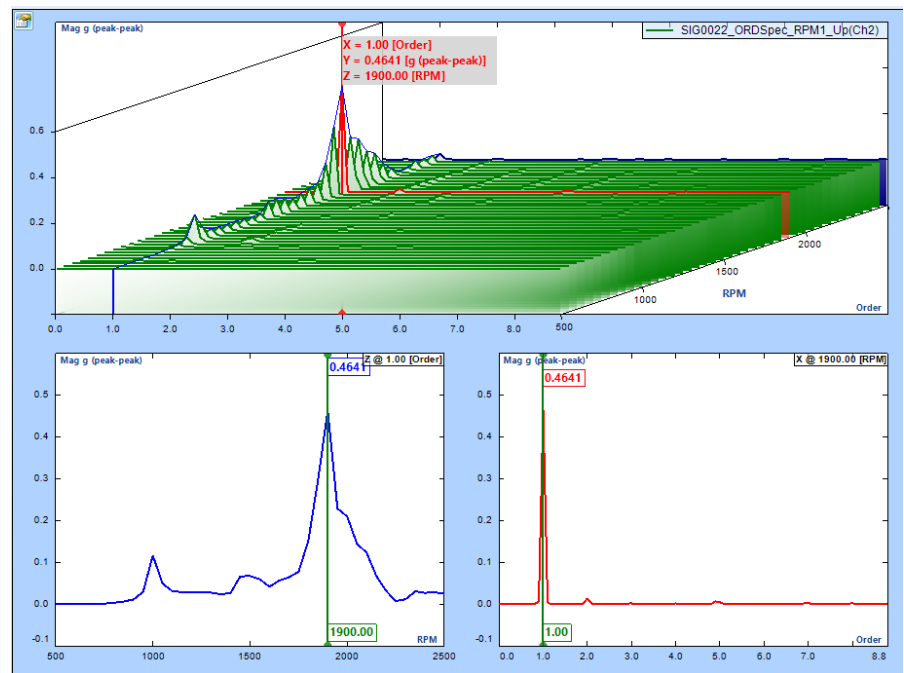 Mag g (peak-peak)
SIG0022_ORDSpec_RPM1_Up(Ch2)
X = 1.00 [Order]
Y = 0.4641 [g (peak-peak)]
Z = 1900.00 [RPM]
0.6
0.4
0.2
0.0
0.0 1.0 2.0 3.0 4.0 5.0 6.0 7.0 8.0 500
1000
1500
2000
RPM
Order
Mag g (peak-peak)
Z @ 1.00 [Order]
0.4641
0.5
0.4
0.3
0.2
0.1
0.0
-0.1
1900.00
RPM
500 1000 1500 2000 2500
Mag g (peak-peak)
X @ 1900.00 [RPM]
0.4641
0.5
0.4
0.3
0.2
0.1
0.0
-0.1
1.00
Order
0.0 1.0 2.0 3.0 4.0 5.0 6.0 7.0 8.8